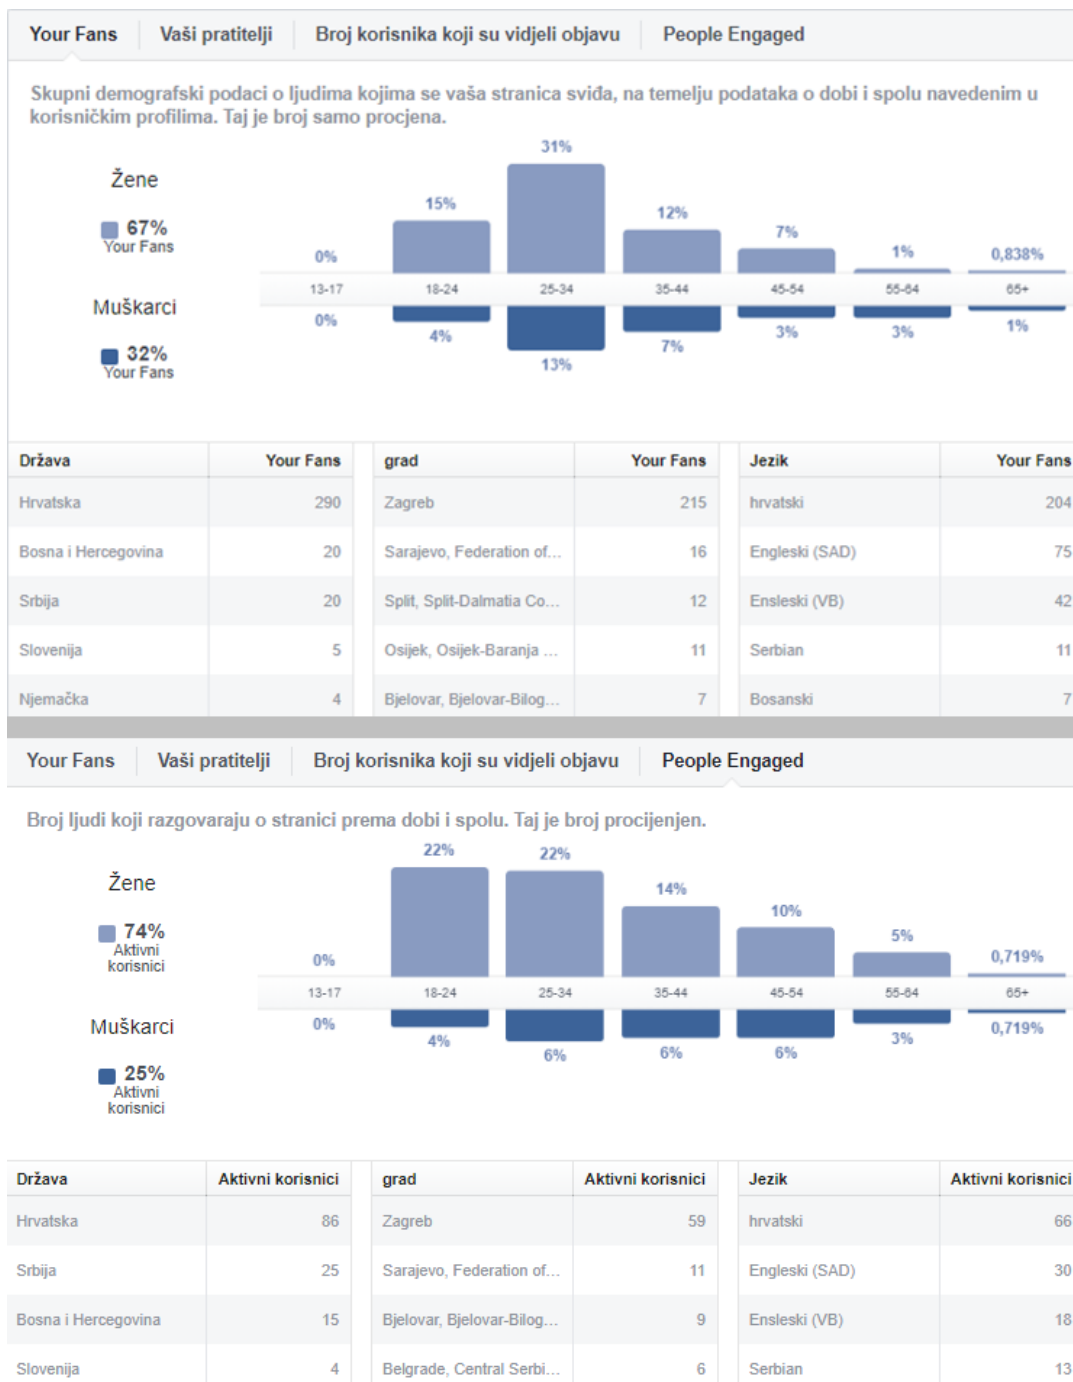 Your Fans Vaši pratitelji Broj korisnika koji su vidjeli objavu People Engaged
Skupni demografski podaci o ljudima kojima se vaša stranica sviđa, na temelju podataka o dobi i spolu navedenim u
korisničkim profilima. Taj je broj samo procjena.
Žene
67%
Your Fans
0% 15% 31% 12% 7% 1% 0,838%
13-17 18-24 25-34 35-44 45-54 55-64 65+
Muškarci
32%
Your Fans
0% 4% 13% 7% 3% 3% 1%
Država Your Fans grad Your Fans Jezik Your Fans
Hrvatska 290 Zagreb 215 hrvatski 204
Bosna i Hercegovina 20 Sarajevo, Federation of... 16 Engleski (SAD) 75
Srbija 20 Split, Split-Dalmatia Co... 12 Ensleski (VB) 42
Slovenija 5 Osijek, Osijek-Baranja ... 11 Serbian 11
Njemačka 4 Bjelovar, Bjelovar-Bilog... 7 Bosanski 7
Your Fans Vaši pratitelji Broj korisnika koji su vidjeli objavu People Engaged
Broj ljudi koji razgovaraju o stranici prema dobi i spolu. Taj je broj procijenjen.
Žene
74%
Aktivni
korisnici
0% 22% 22% 14% 10% 5% 0,719%
13-17 18-24 25-34 35-44 45-54 55-64 65+
Muškarci
25%
Aktivni
korisnici
0% 4% 6% 6% 6% 3% 0,719%
Država Aktivni korisnici grad Aktivni korisnici Jezik Aktivni korisnici
Hrvatska 86 Zagreb 59 hrvatski 66
Srbija 25 Sarajevo, Federation of... 11 Engleski (SAD) 30
Bosna i Hercegovina 15 Bjelovar, Bjelovar-Bilog... 9 Ensleski (VB) 18
Slovenija 4 Belgrade, Central Serbi... 6 Serbian 13